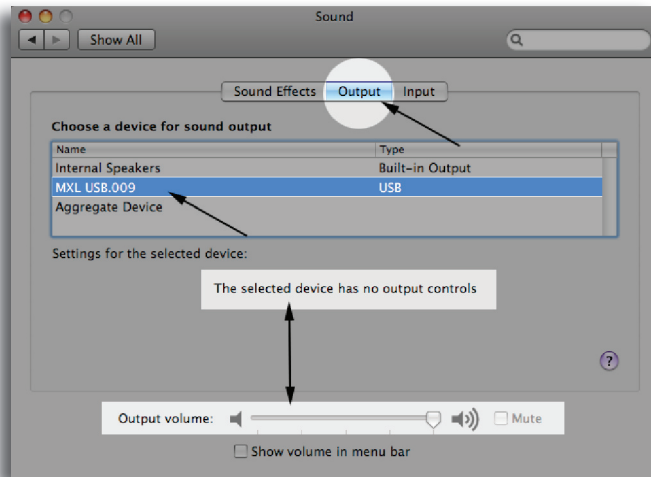 Sound
Show All
Sound Effects Output Input
Choose a device for sound output
Name Type
Internal Speakers Built-in Output
MXL USB.009 USB
Aggregate Device
Settings for the selected device:
The selected device has no output controls
?
Output volume: Mute
Show volume in menu bar